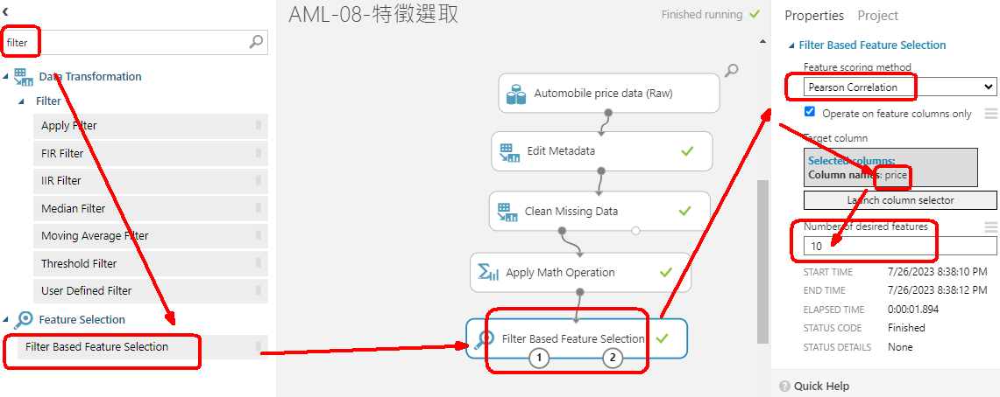 filter
Data Transformation
Filter
Apply Filter
FIR Filter
IIR Filter
Median Filter
Moving Average Filter
Threshold Filter
User Defined Filter
Feature Selection
Filter Based Feature Selection
AML-08-特徵選取
Finished running
Automobile price data (Raw)
Edit Metadata
Clean Missing Data
Apply Math Operation
Filter Based Feature Selection
1
2
Properties Project
Filter Based Feature Selection
Feature scoring method
Pearson Correlation
Operate on feature columns only
Target column
Selected columns:
Column names: price
Launch column selector
Number of desired features
10
START TIME 7/26/2023 8:38:10 PM
END TIME 7/26/2023 8:38:12 PM
ELAPSED TIME 0:00:01.894
STATUS CODE Finished
STATUS DETAILS None
Quick Help